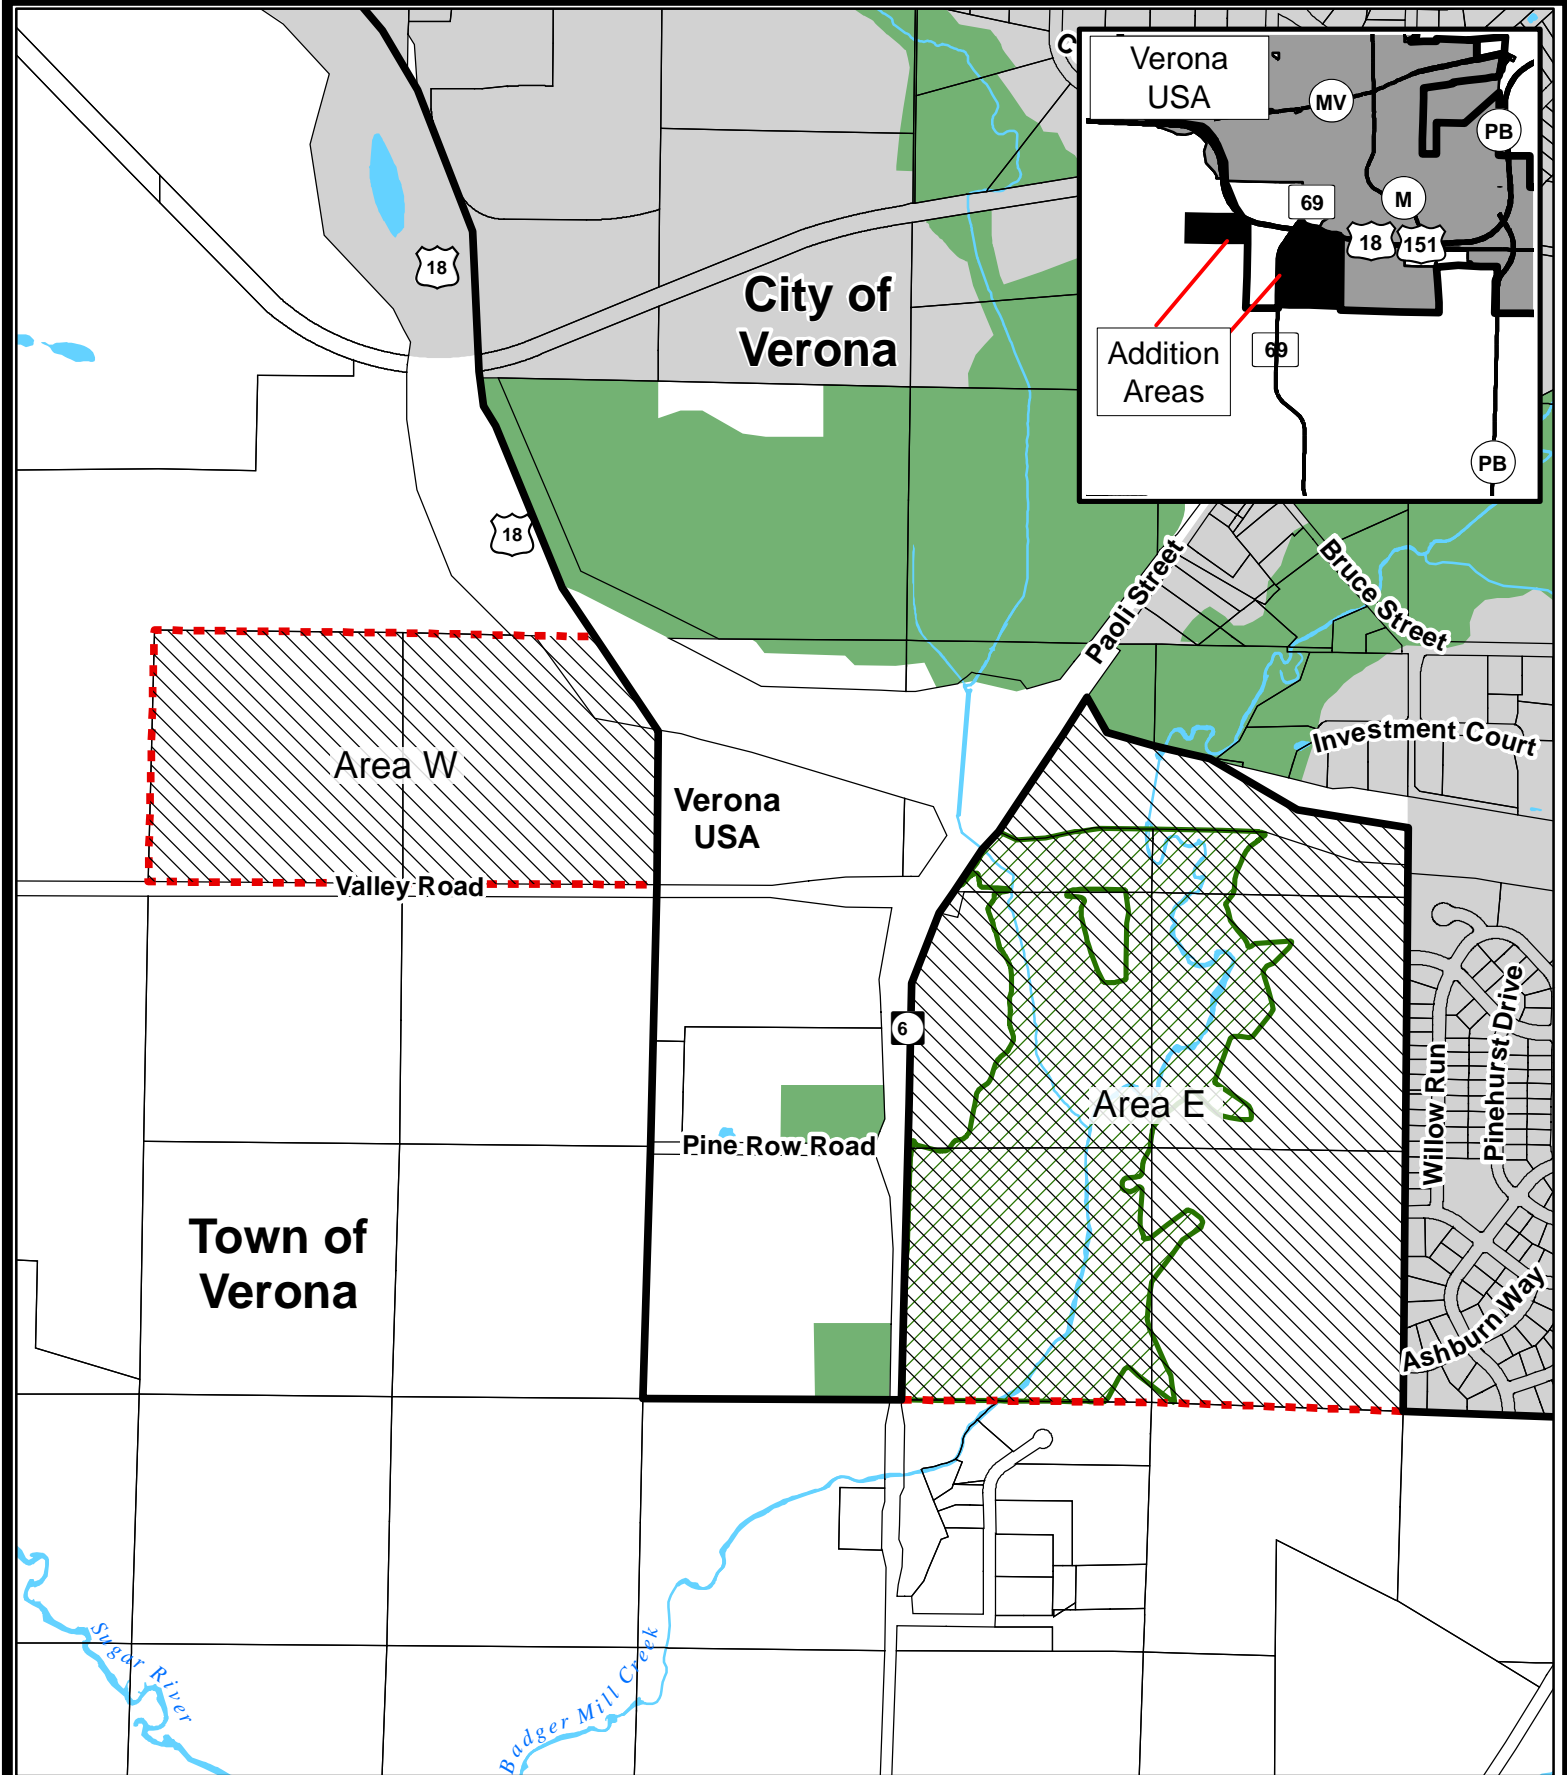 C
Verona
USA
MV
PB
69
M
18
151
Addition
Areas
69
PB
18
City of
Verona
18
Paoli Street
Bruce Street
Investment Court
Area W
Verona
USA
Valley Road
6
Area E
Pine Row Road
Willow Run
Pinehurst Drive
Ashburn Way
Town of
Verona
Sugar River
Badger Mill Creek